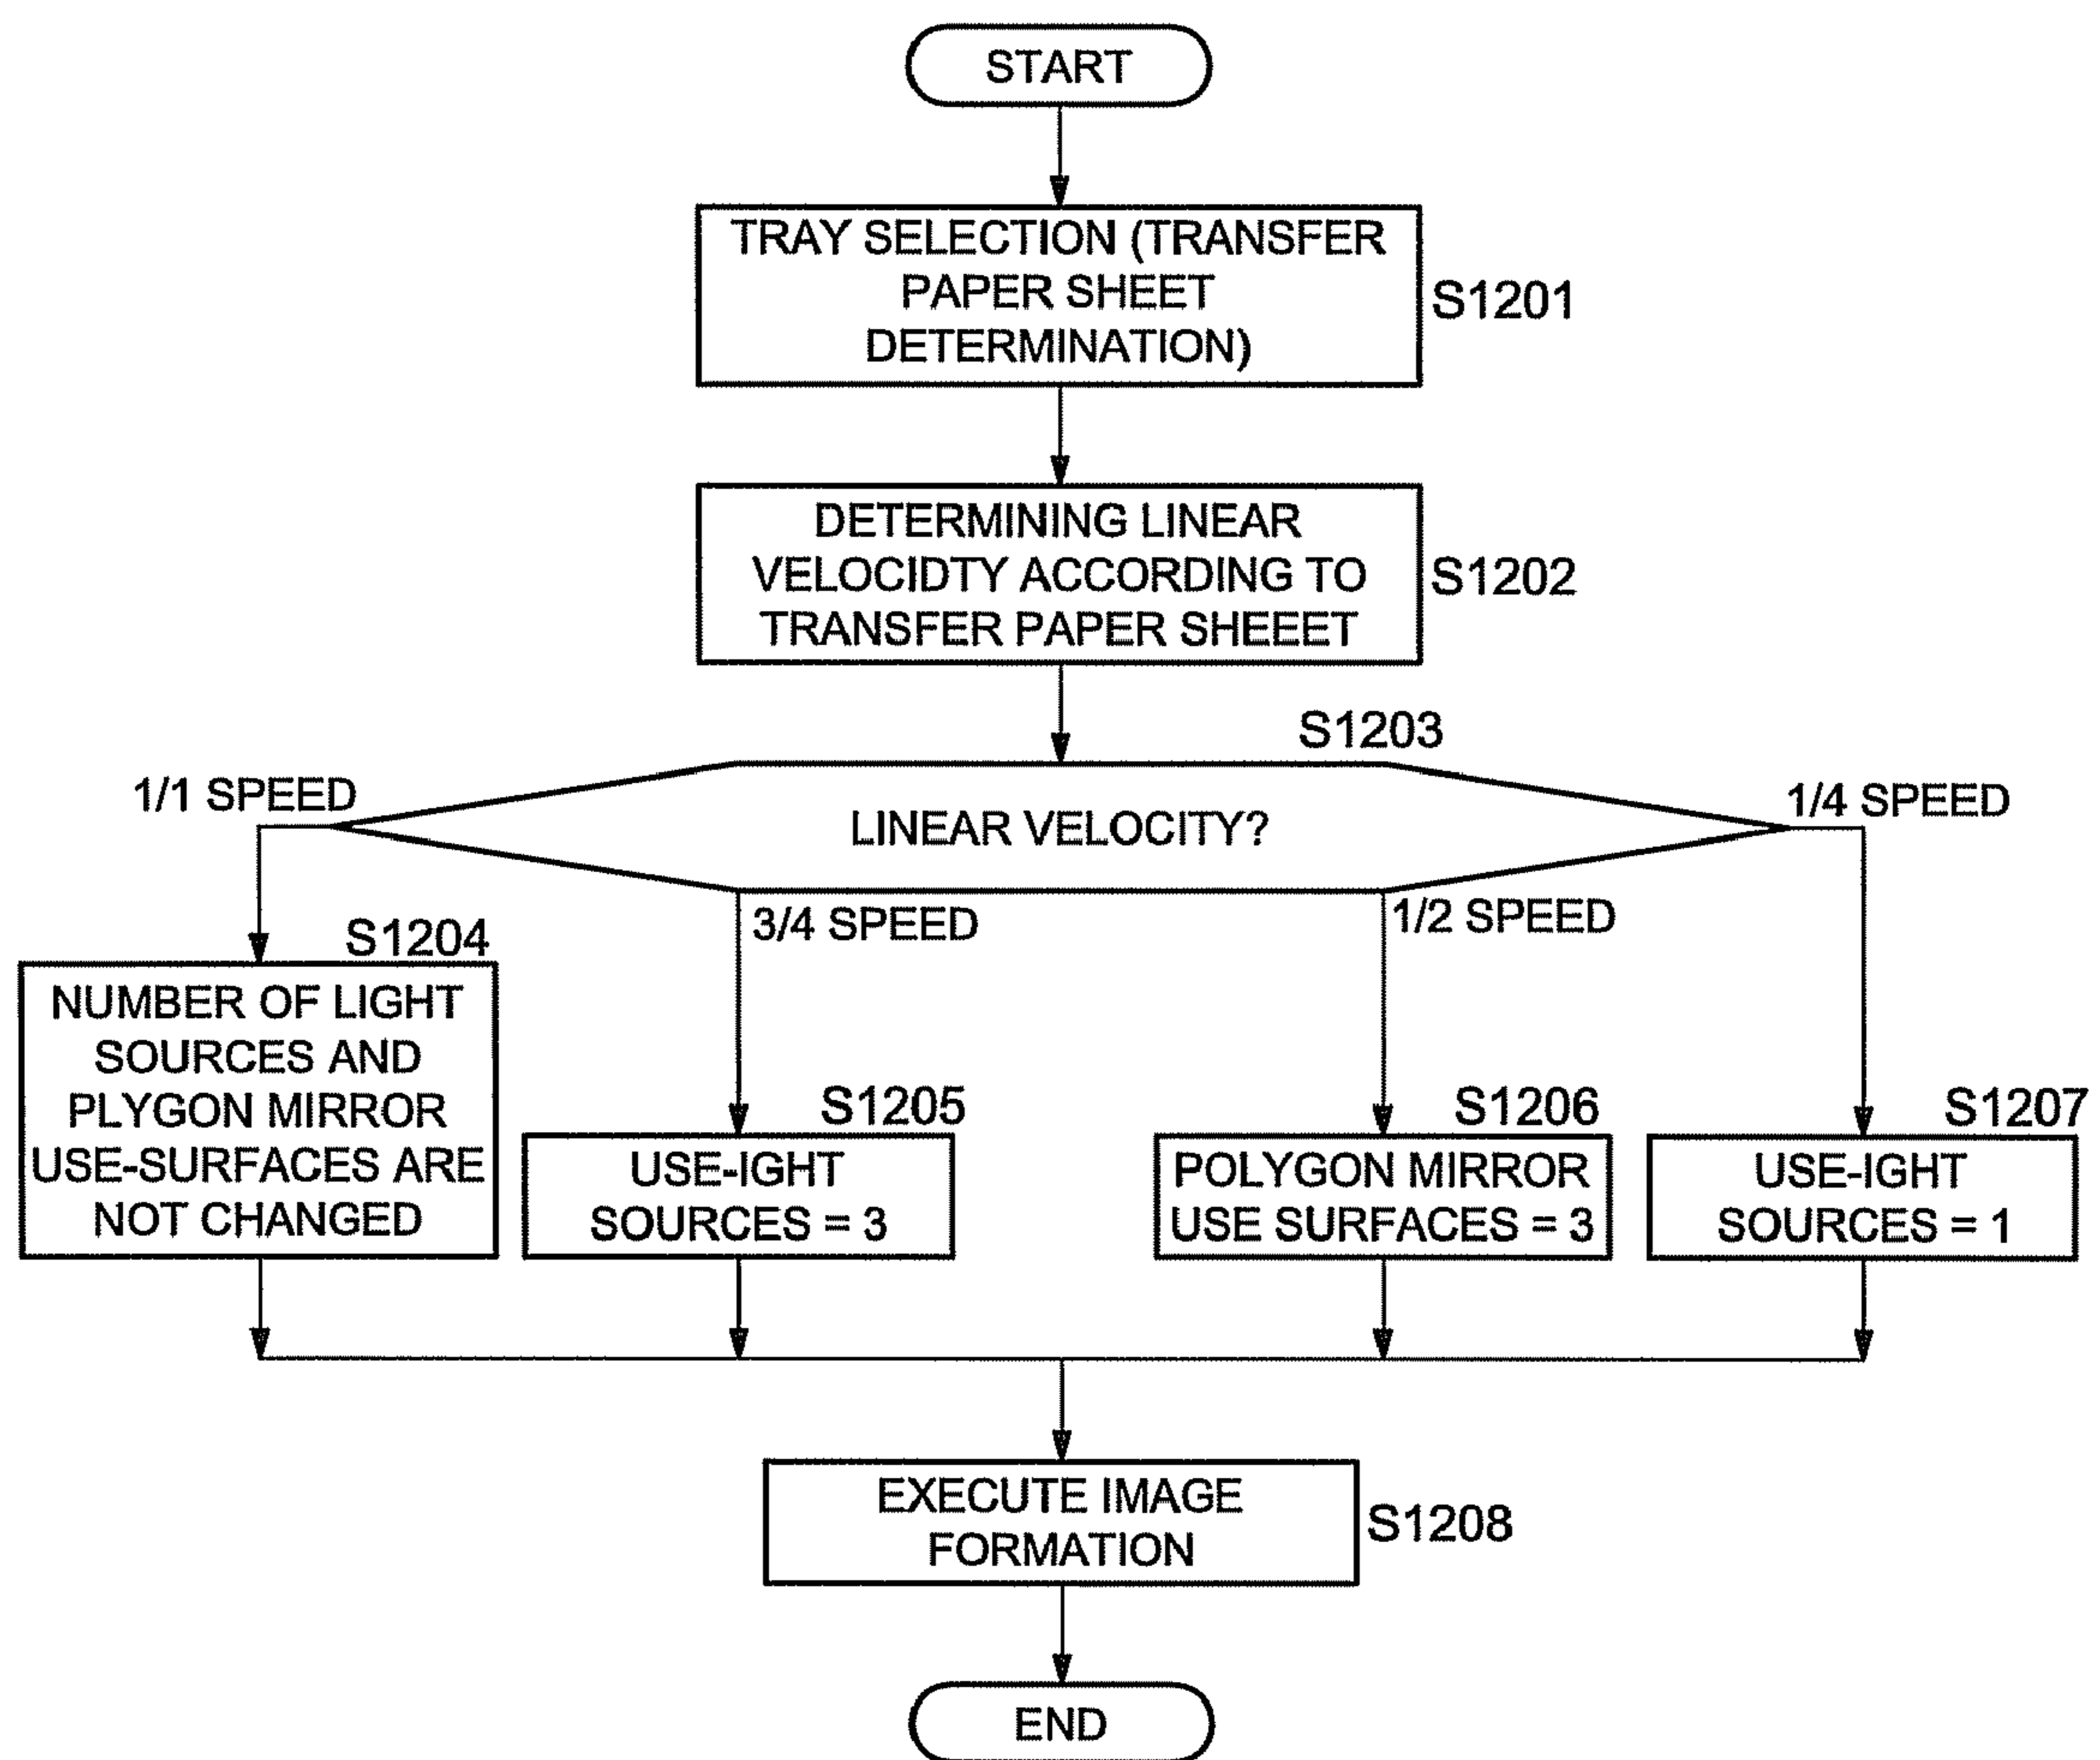 START
TRAY SELECTION (TRANSFER
PAPER SHEET
DETERMINATION)
S1201
DETERMINING LINEAR
VELOCIDTY ACCORDING TO
TRANSFER PAPER SHEEET
S1202
S1203
LINEAR VELOCITY?
1/1 SPEED
3/4 SPEED
1/2 SPEED
1/4 SPEED
S1204
NUMBER OF LIGHT
SOURCES AND
PLYGON MIRROR
USE-SURFACES ARE
NOT CHANGED
S1205
USE-IGHT
SOURCES = 3
S1206
POLYGON MIRROR
USE SURFACES = 3
S1207
USE-IGHT
SOURCES = 1
EXECUTE IMAGE
FORMATION
S1208
END